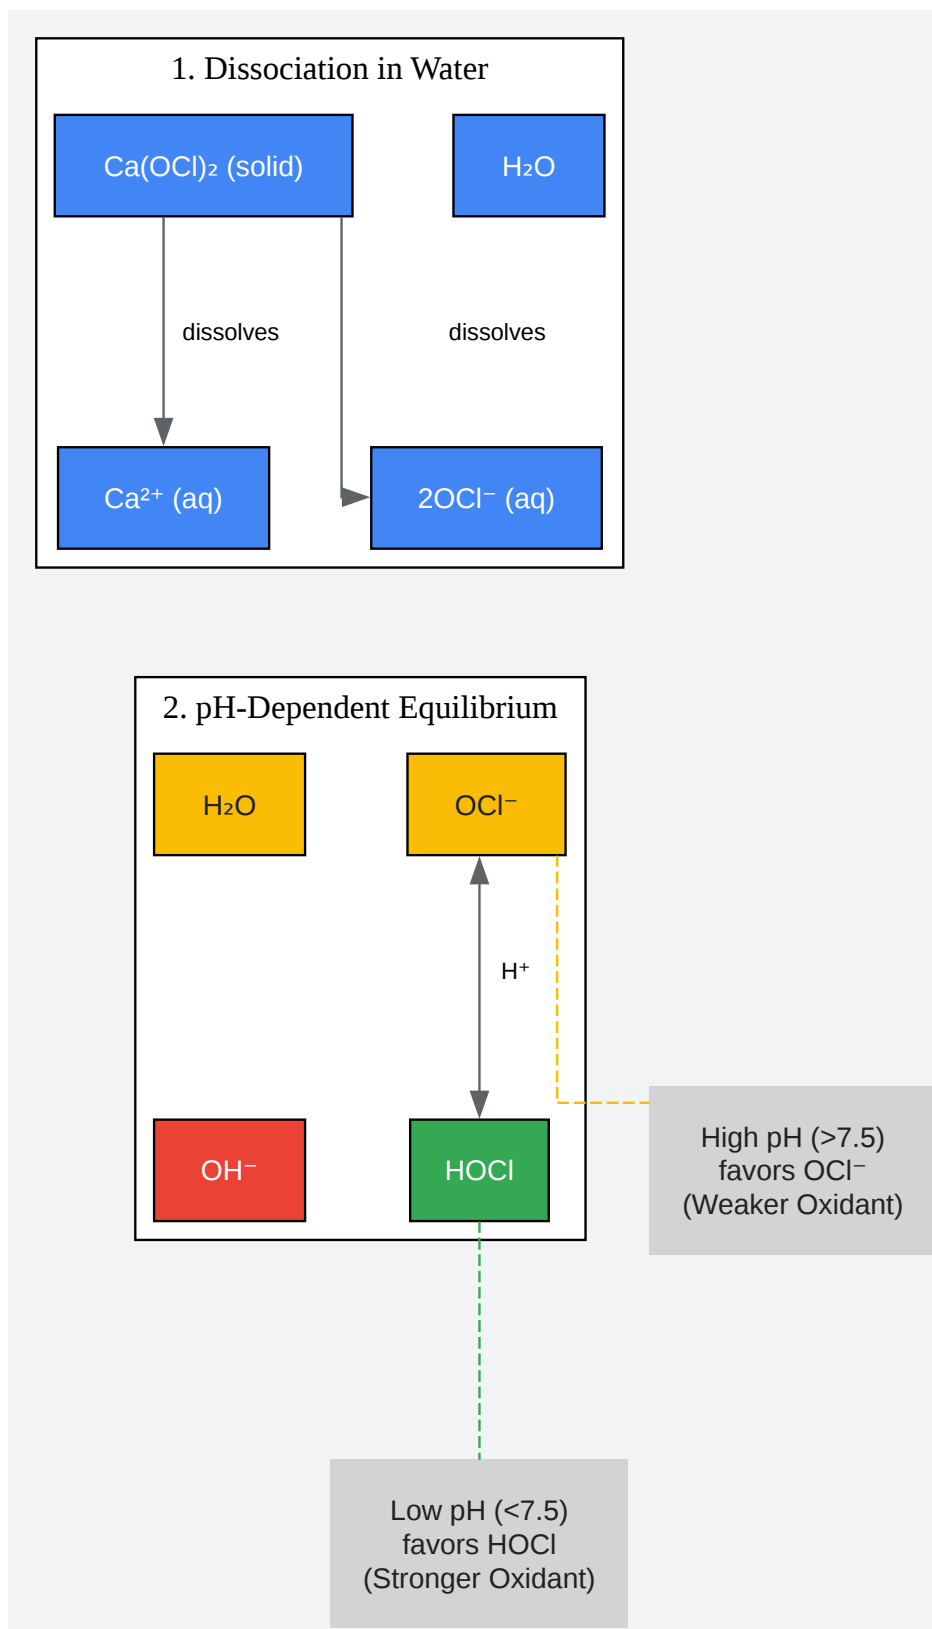 1. Dissociation in Water
Ca(OCl)₂ (solid)
H₂O
dissolves
dissolves
Ca²⁺ (aq)
2OCl⁻ (aq)
2. pH-Dependent Equilibrium
H₂O
OCl⁻
H⁺
OH⁻
HOCl
High pH (>7.5)
favors OCl⁻
(Weaker Oxidant)
Low pH (<7.5)
favors HOCl
(Stronger Oxidant)